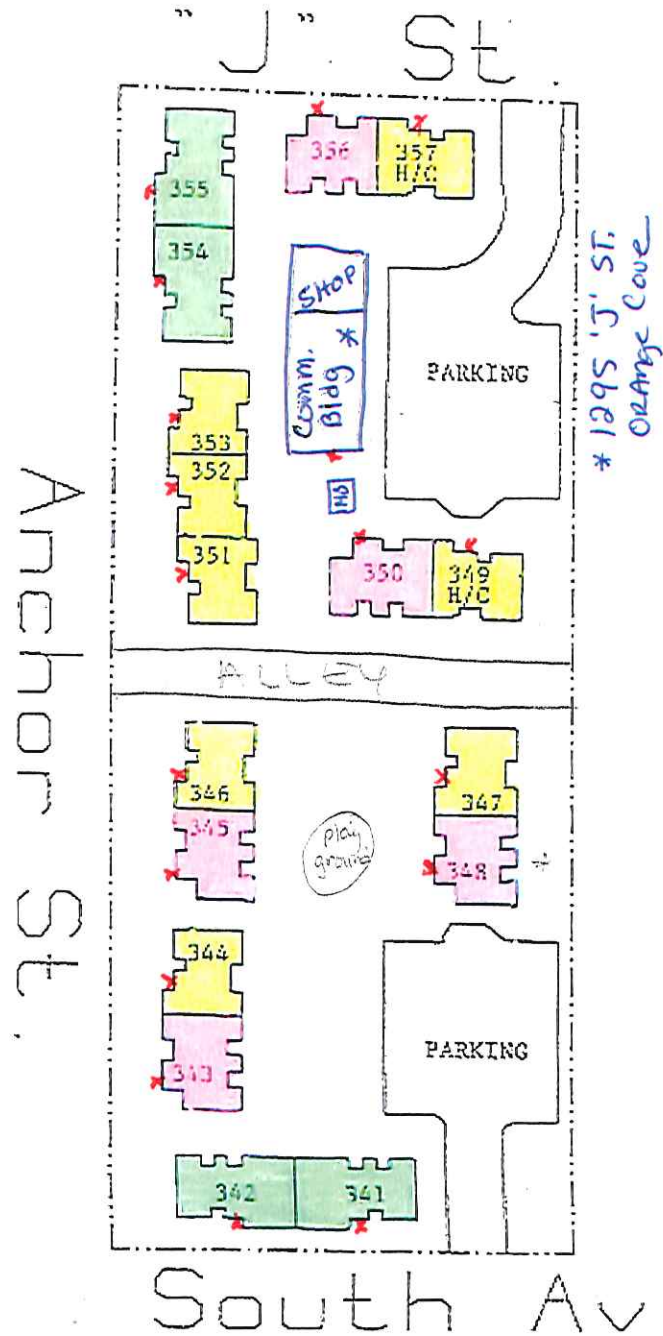 "J" St.
355
356
357
H/C
354
SHOP
Comm.
Bldg *
PARKING
* 1295 'J' ST.
ORANGE COVE
353
352
351
MB
350
349
H/C
Anchor St.
ALLEY
346
345
347
348
*
play
ground
344
343
PARKING
342
341
South Av